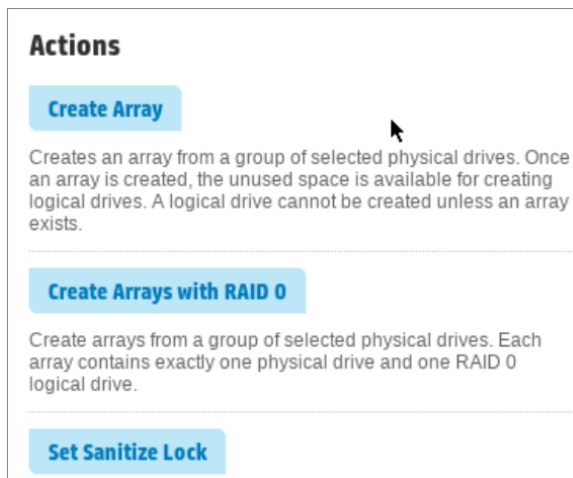 Actions
Create Array
Creates an array from a group of selected physical drives. Once
an array is created, the unused space is available for creating
logical drives. A logical drive cannot be created unless an array
exists.
Create Arrays with RAID 0
Create arrays from a group of selected physical drives. Each
array contains exactly one physical drive and one RAID 0
logical drive.
Set Sanitize Lock